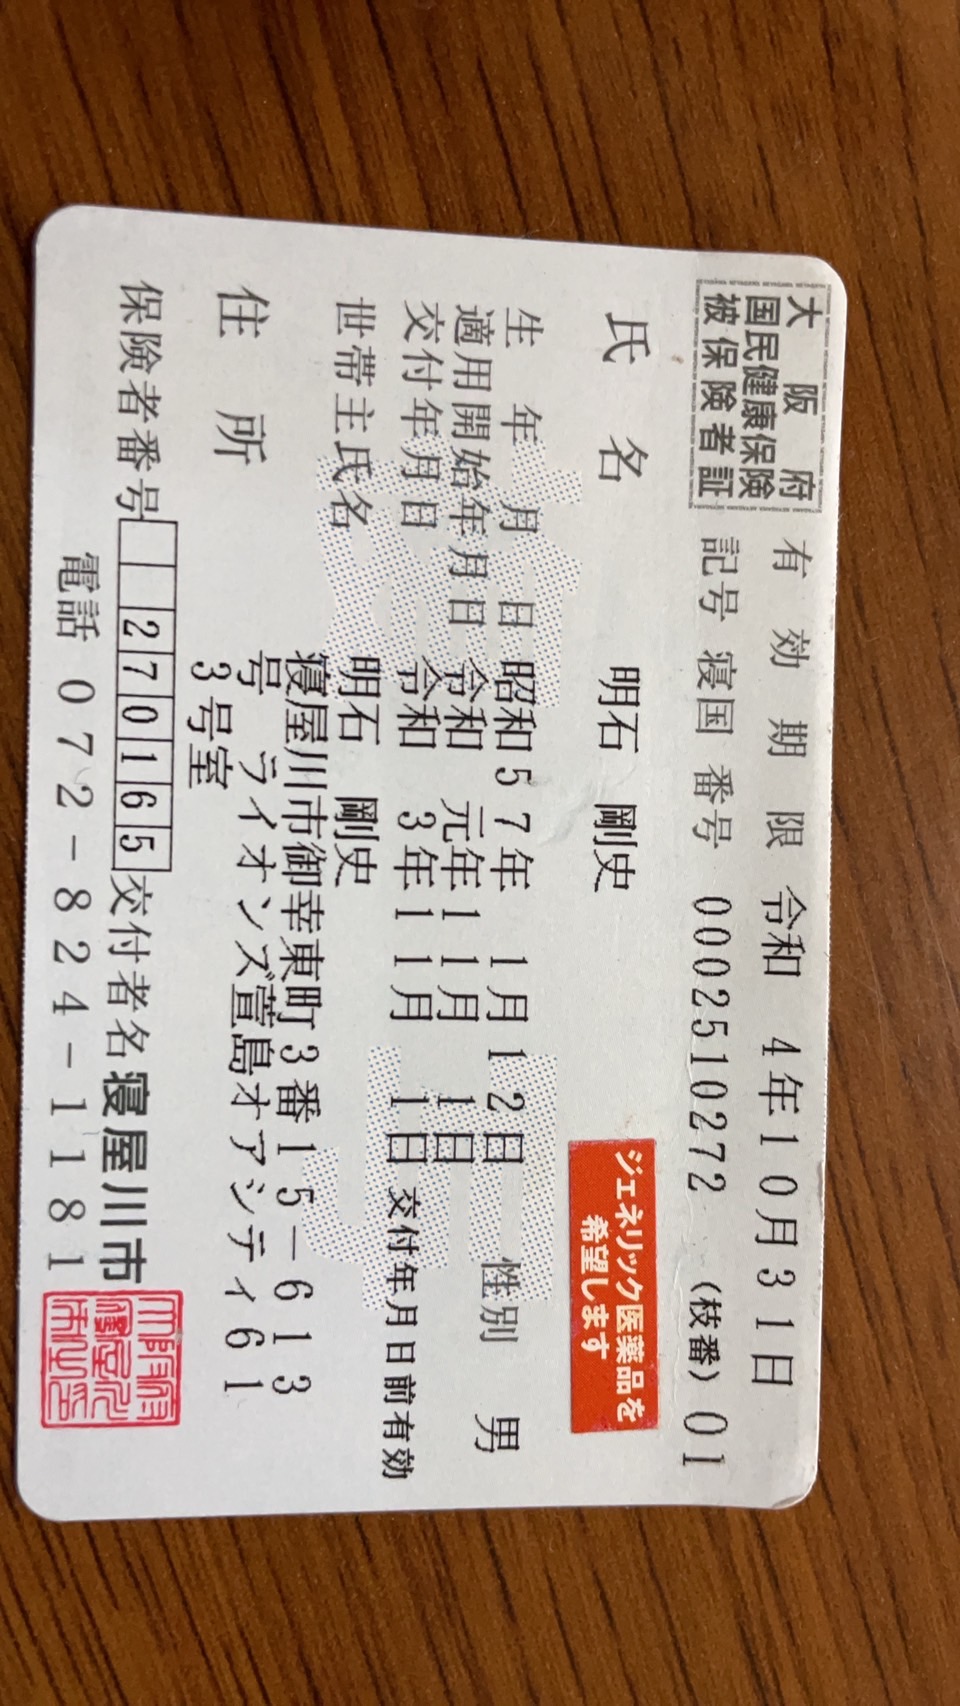 大阪府
国民健康保険
被保険者証
有効期限 令和 4年10月31日
記号 寝国 番号 0002510272 (枝番) 01
ジェネリック医薬品を
希望します
氏名 明石 剛史
生年月日 昭和57年 1月12日 性別 男
適用開始年月日 令和 元年11月 1日
交付年月日 令和 3年11月 1日 交付年月日前有効
世帯主氏名 明石 剛史
住所 寝屋川市御幸東町3番15-613
号 ライオンズ萱島オアシティ61
3号室
保険者番号 270165 交付者名 寝屋川市
電話 072-824-1181